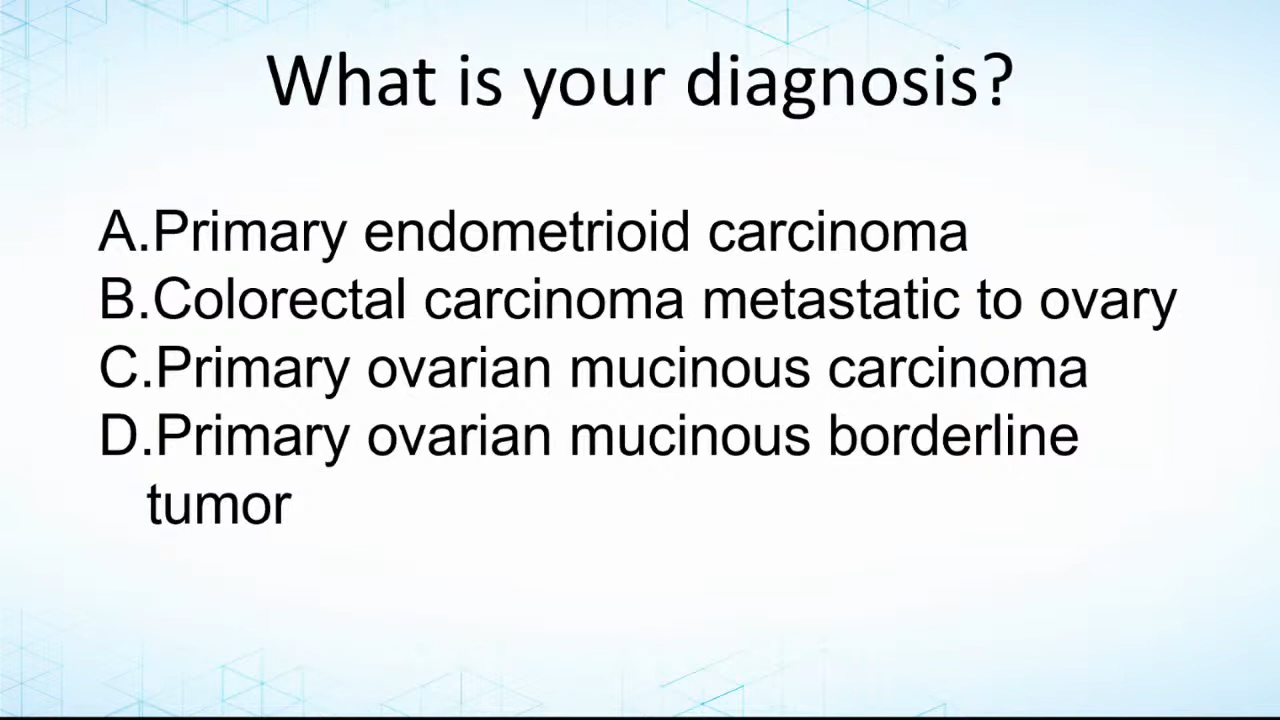 What is your diagnosis?
A.Primary endometrioid carcinoma
B.Colorectal carcinoma metastatic to ovary
C.Primary ovarian mucinous carcinoma
D.Primary ovarian mucinous borderline
tumor